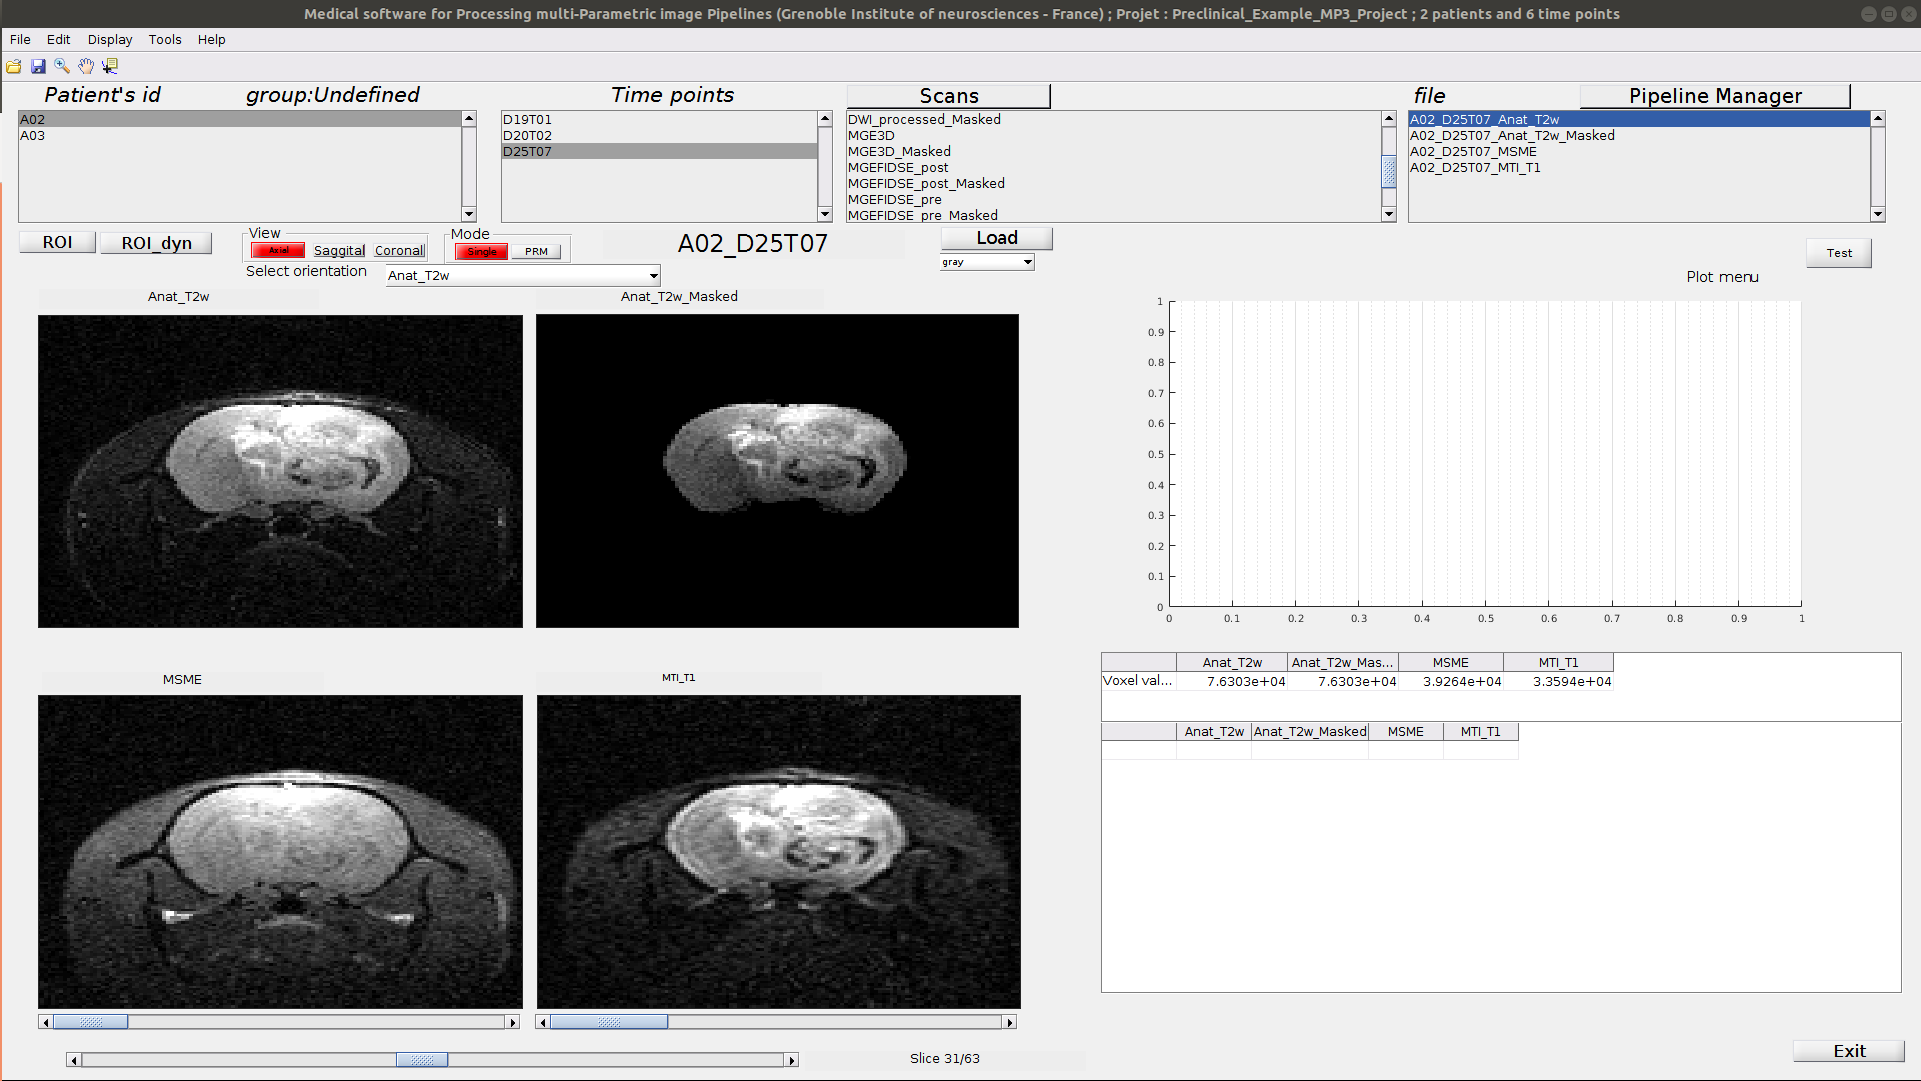 Medical software for Processing multi-Parametric image Pipelines (Grenoble Institute of neurosciences - France) ; Projet : Preclinical_Example_MP3_Project ; 2 patients and 6 time points
File Edit Display Tools Help
Patient's id group:Undefined Time points Scans file Pipeline Manager
A02
A03
D19T01
D20T02
D25T07
DWI_processed_Masked
MGE3D
MGE3D_Masked
MGEFIDSE_post
MGEFIDSE_post_Masked
MGEFIDSE_pre
MGEFIDSE_pre_Masked
A02_D25T07_Anat_T2w
A02_D25T07_Anat_T2w_Masked
A02_D25T07_MSME
A02_D25T07_MTI_T1
ROI ROI_dyn
View
Axial Saggital Coronal
Mode
Single PRM
A02_D25T07
Load
gray
Test
Select orientation Anat_T2w
Plot menu
Anat_T2w Anat_T2w_Masked
1
0.9
0.8
0.7
0.6
0.5
0.4
0.3
0.2
0.1
0
0 0.1 0.2 0.3 0.4 0.5 0.6 0.7 0.8 0.9 1
MSME MTI_T1
Anat_T2w Anat_T2w_Mas... MSME MTI_T1
Voxel val... 7.6303e+04 7.6303e+04 3.9264e+04 3.3594e+04
Anat_T2w Anat_T2w_Masked MSME MTI_T1
Slice 31/63
Exit